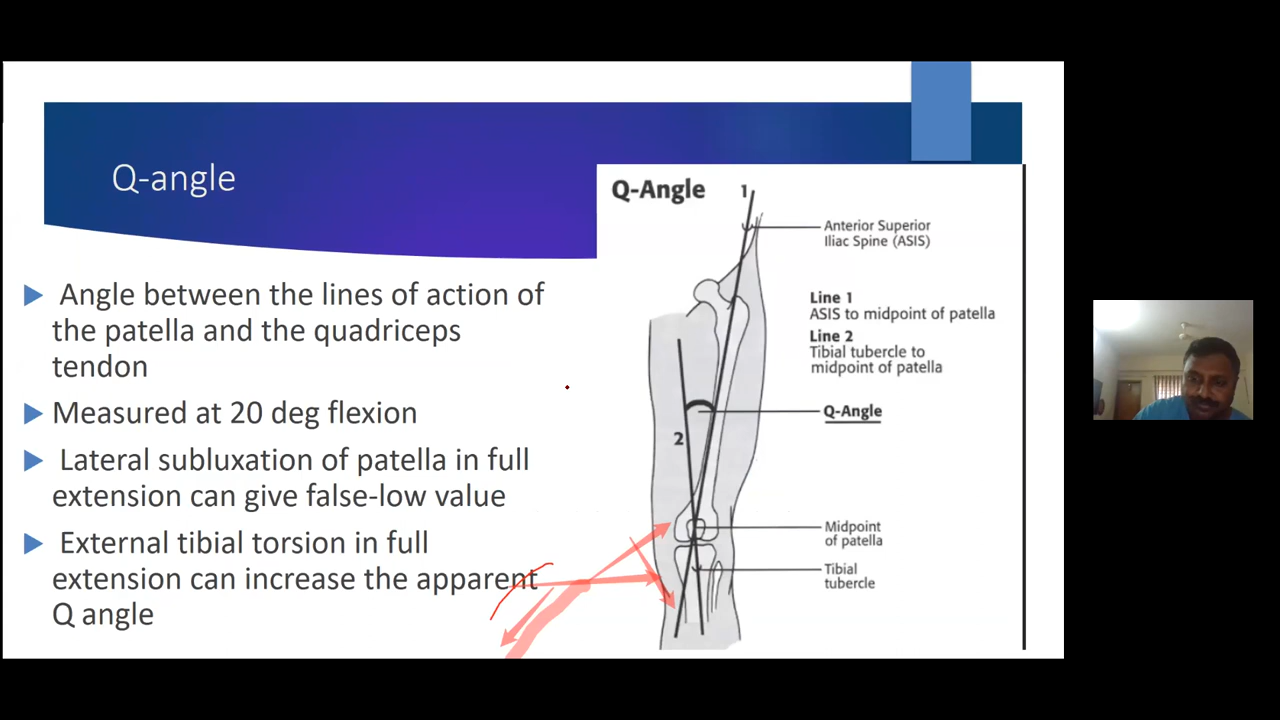 Q-angle
Angle between the lines of action of
the patella and the quadriceps
tendon
Measured at 20 deg flexion
Lateral subluxation of patella in full
extension can give false-low value
External tibial torsion in full
extension can increase the apparent
Q angle
Q-Angle
1
Anterior Superior
Iliac Spine (ASIS)
Line 1
ASIS to midpoint of patella
Line 2
Tibial tubercle to
midpoint of patella
Q-Angle
2
Midpoint
of patella
Tibial
tubercle